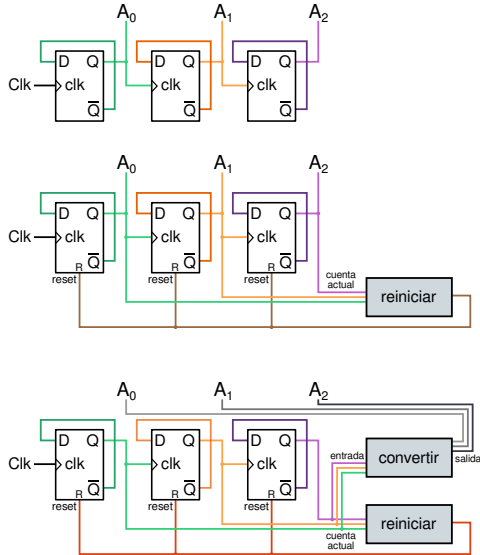 A0 A1 A2
D Q D Q D Q
Clk clk clk clk
Q Q Q
A0 A1 A2
D Q D Q D Q
Clk clk clk clk
Q Q Q
R R R
reset reset reset
cuenta
actual
reiniciar
A0 A1 A2
D Q D Q D Q
Clk clk clk clk
entrada convertir salida
Q Q Q
R R R
reset reset reset
reiniciar
cuenta
actual